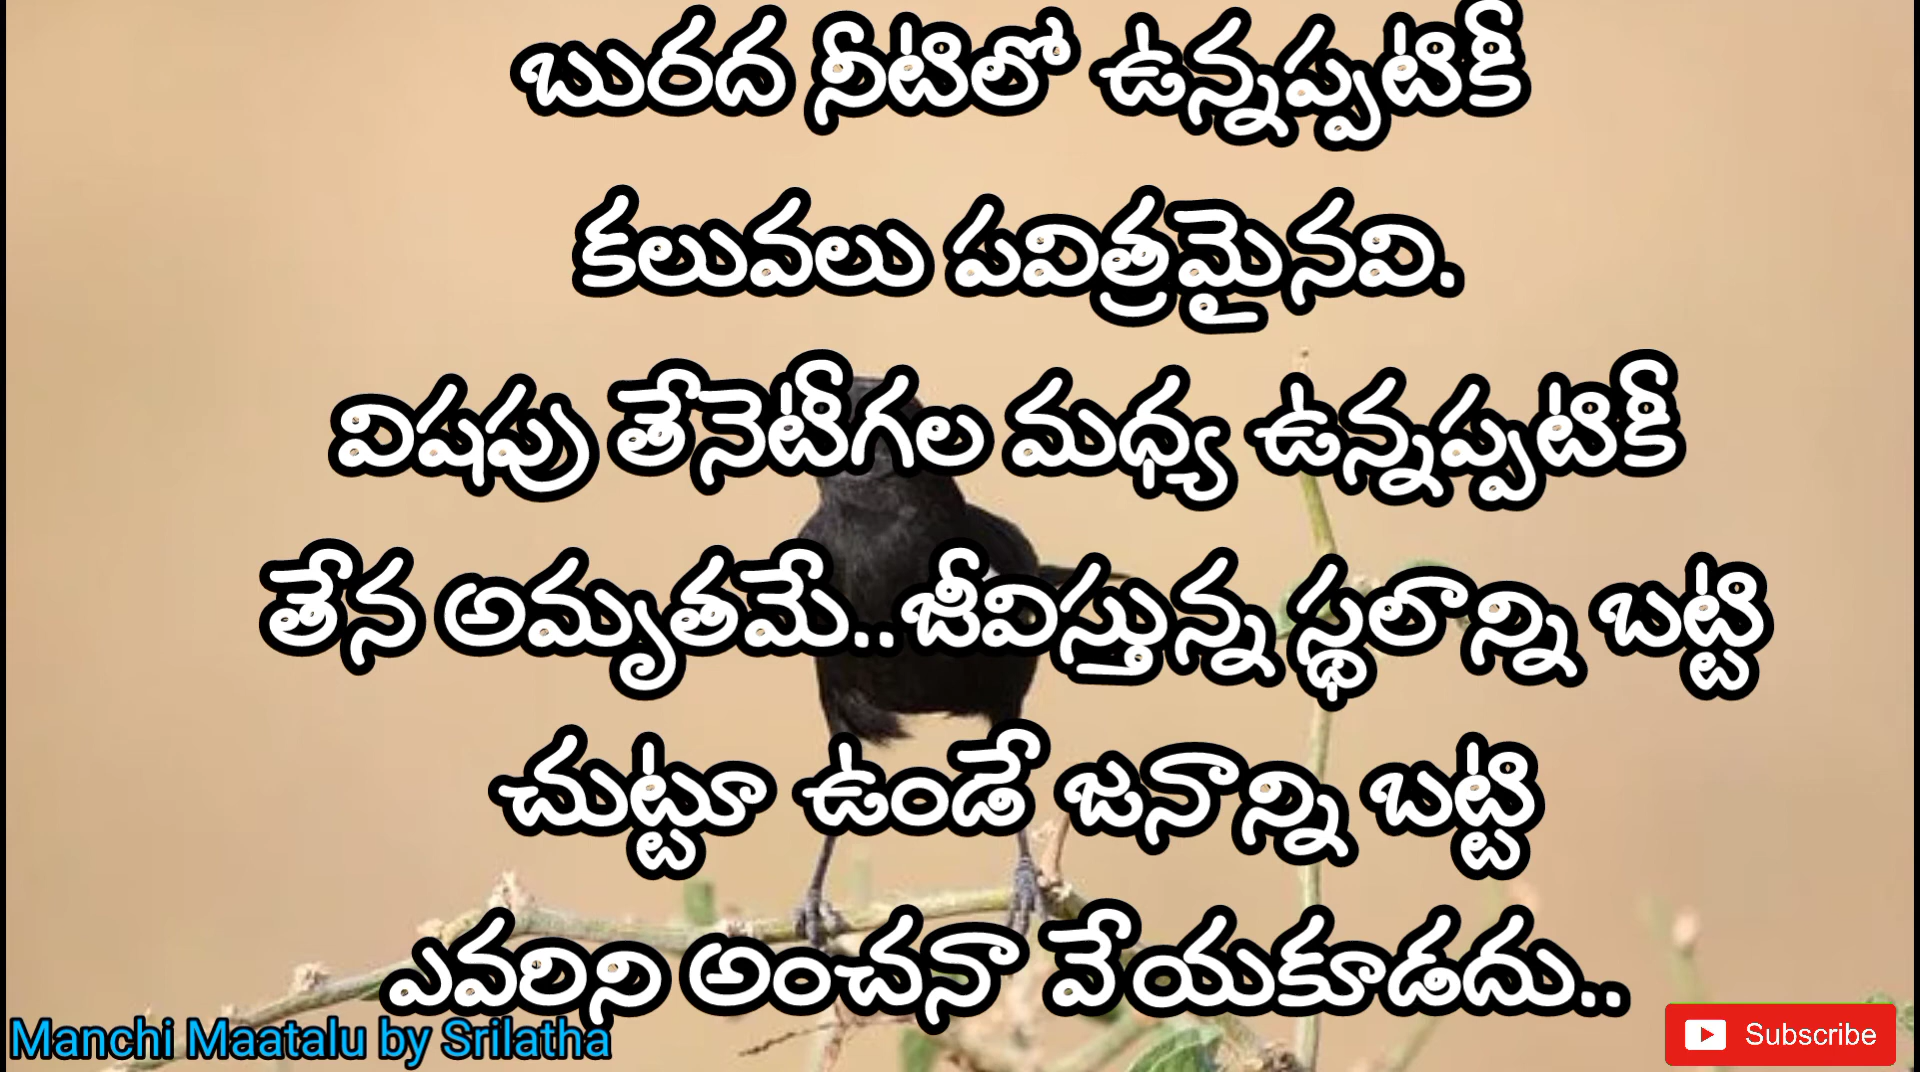 బురద నీటిలో ఉన్నప్పటికీ
కలువలు పవిత్రమైనవి.
విషపు తేనెటీగల మధ్య ఉన్నప్పటికీ
తేన అమృతమే..జీవిస్తున్న స్థలాన్ని బట్టి
చుట్టూ ఉండే జనాన్ని బట్టి
ఎవరిని అంచనా వేయకూడదు..
Manchi Maatalu by Srilatha
Subscribe